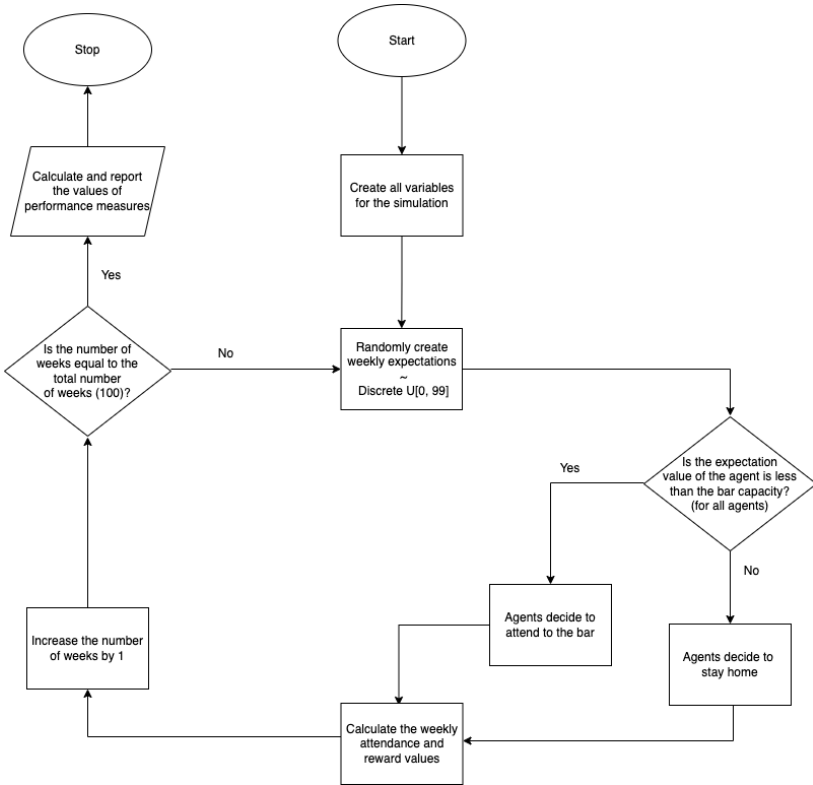 Stop
Start
Calculate and report
the values of
performance measures
Create all variables
for the simulation
Yes
Is the number of
weeks equal to the
total number
of weeks (100)?
No
Randomly create
weekly expectations
~
Discrete U[0, 99]
Is the expectation
value of the agent is less
than the bar capacity?
(for all agents)
Yes
No
Increase the number
of weeks by 1
Agents decide to
attend to the bar
Agents decide to
stay home
Calculate the weekly
attendance and
reward values